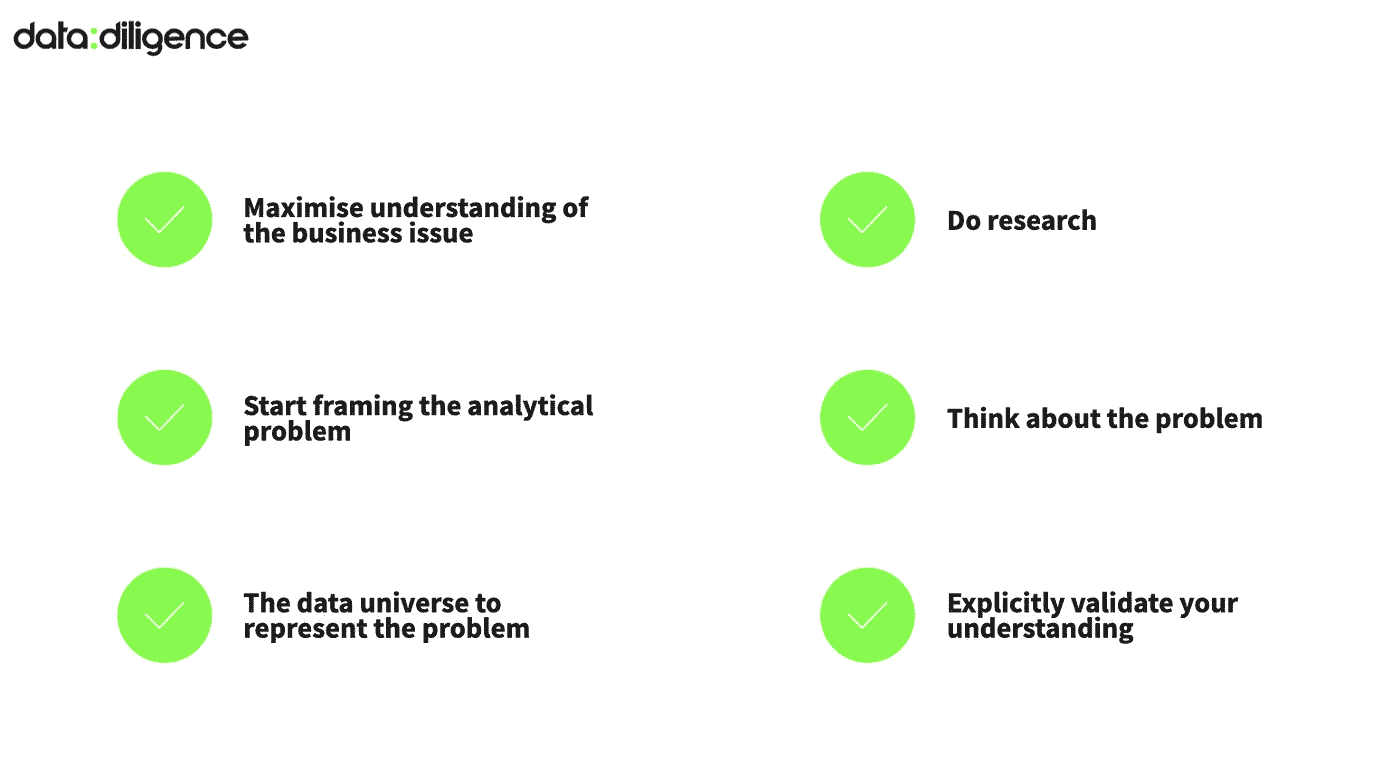 data:diligence
Maximise understanding of
the business issue
Do research
Start framing the analytical
problem
Think about the problem
The data universe to
represent the problem
Explicitly validate your
understanding